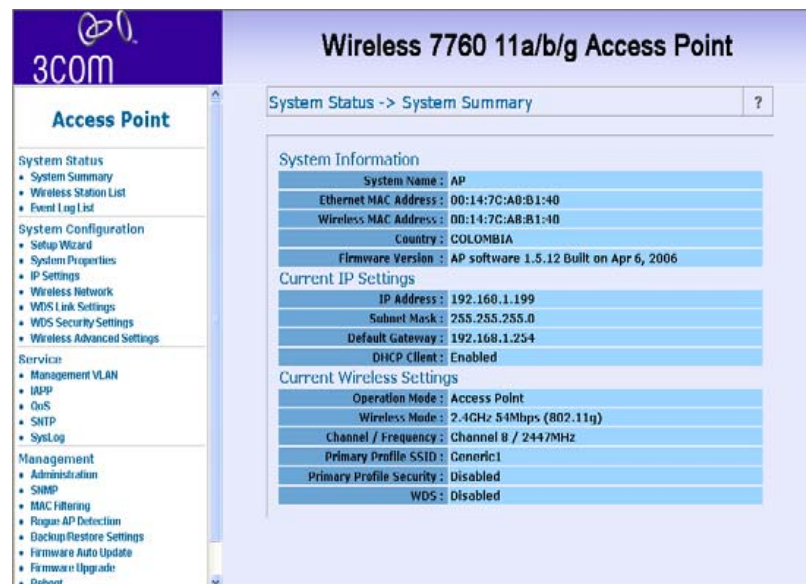 3COM
Wireless 7760 11a/b/g Access Point
Access Point
System Status
• System Summary
• Wireless Station List
• Event Log List
System Configuration
• Setup Wizard
• System Properties
• IP Settings
• Wireless Network
• WDS Link Settings
• WDS Security Settings
• Wireless Advanced Settings
Service
• Management VLAN
• IAPP
• QoS
• SNTP
• SysLog
Management
• Administration
• SNMP
• MAC Filtering
• Rogue AP Detection
• Backup/Restore Settings
• Firmware Auto Update
• Firmware Upgrade
• Reboot
System Status -> System Summary ?
System Information
System Name : AP
Ethernet MAC Address : 00:14:7C:A8:B1:40
Wireless MAC Address : 00:14:7C:A8:B1:40
Country : COLOMBIA
Firmware Version : AP software 1.5.12 Built on Apr 6, 2006
Current IP Settings
IP Address : 192.168.1.199
Subnet Mask : 255.255.255.0
Default Gateway : 192.168.1.254
DHCP Client : Enabled
Current Wireless Settings
Operation Mode : Access Point
Wireless Mode : 2.4GHz 54Mbps (802.11g)
Channel / Frequency : Channel 8 / 2447MHz
Primary Profile SSID : Generic1
Primary Profile Security : Disabled
WDS : Disabled